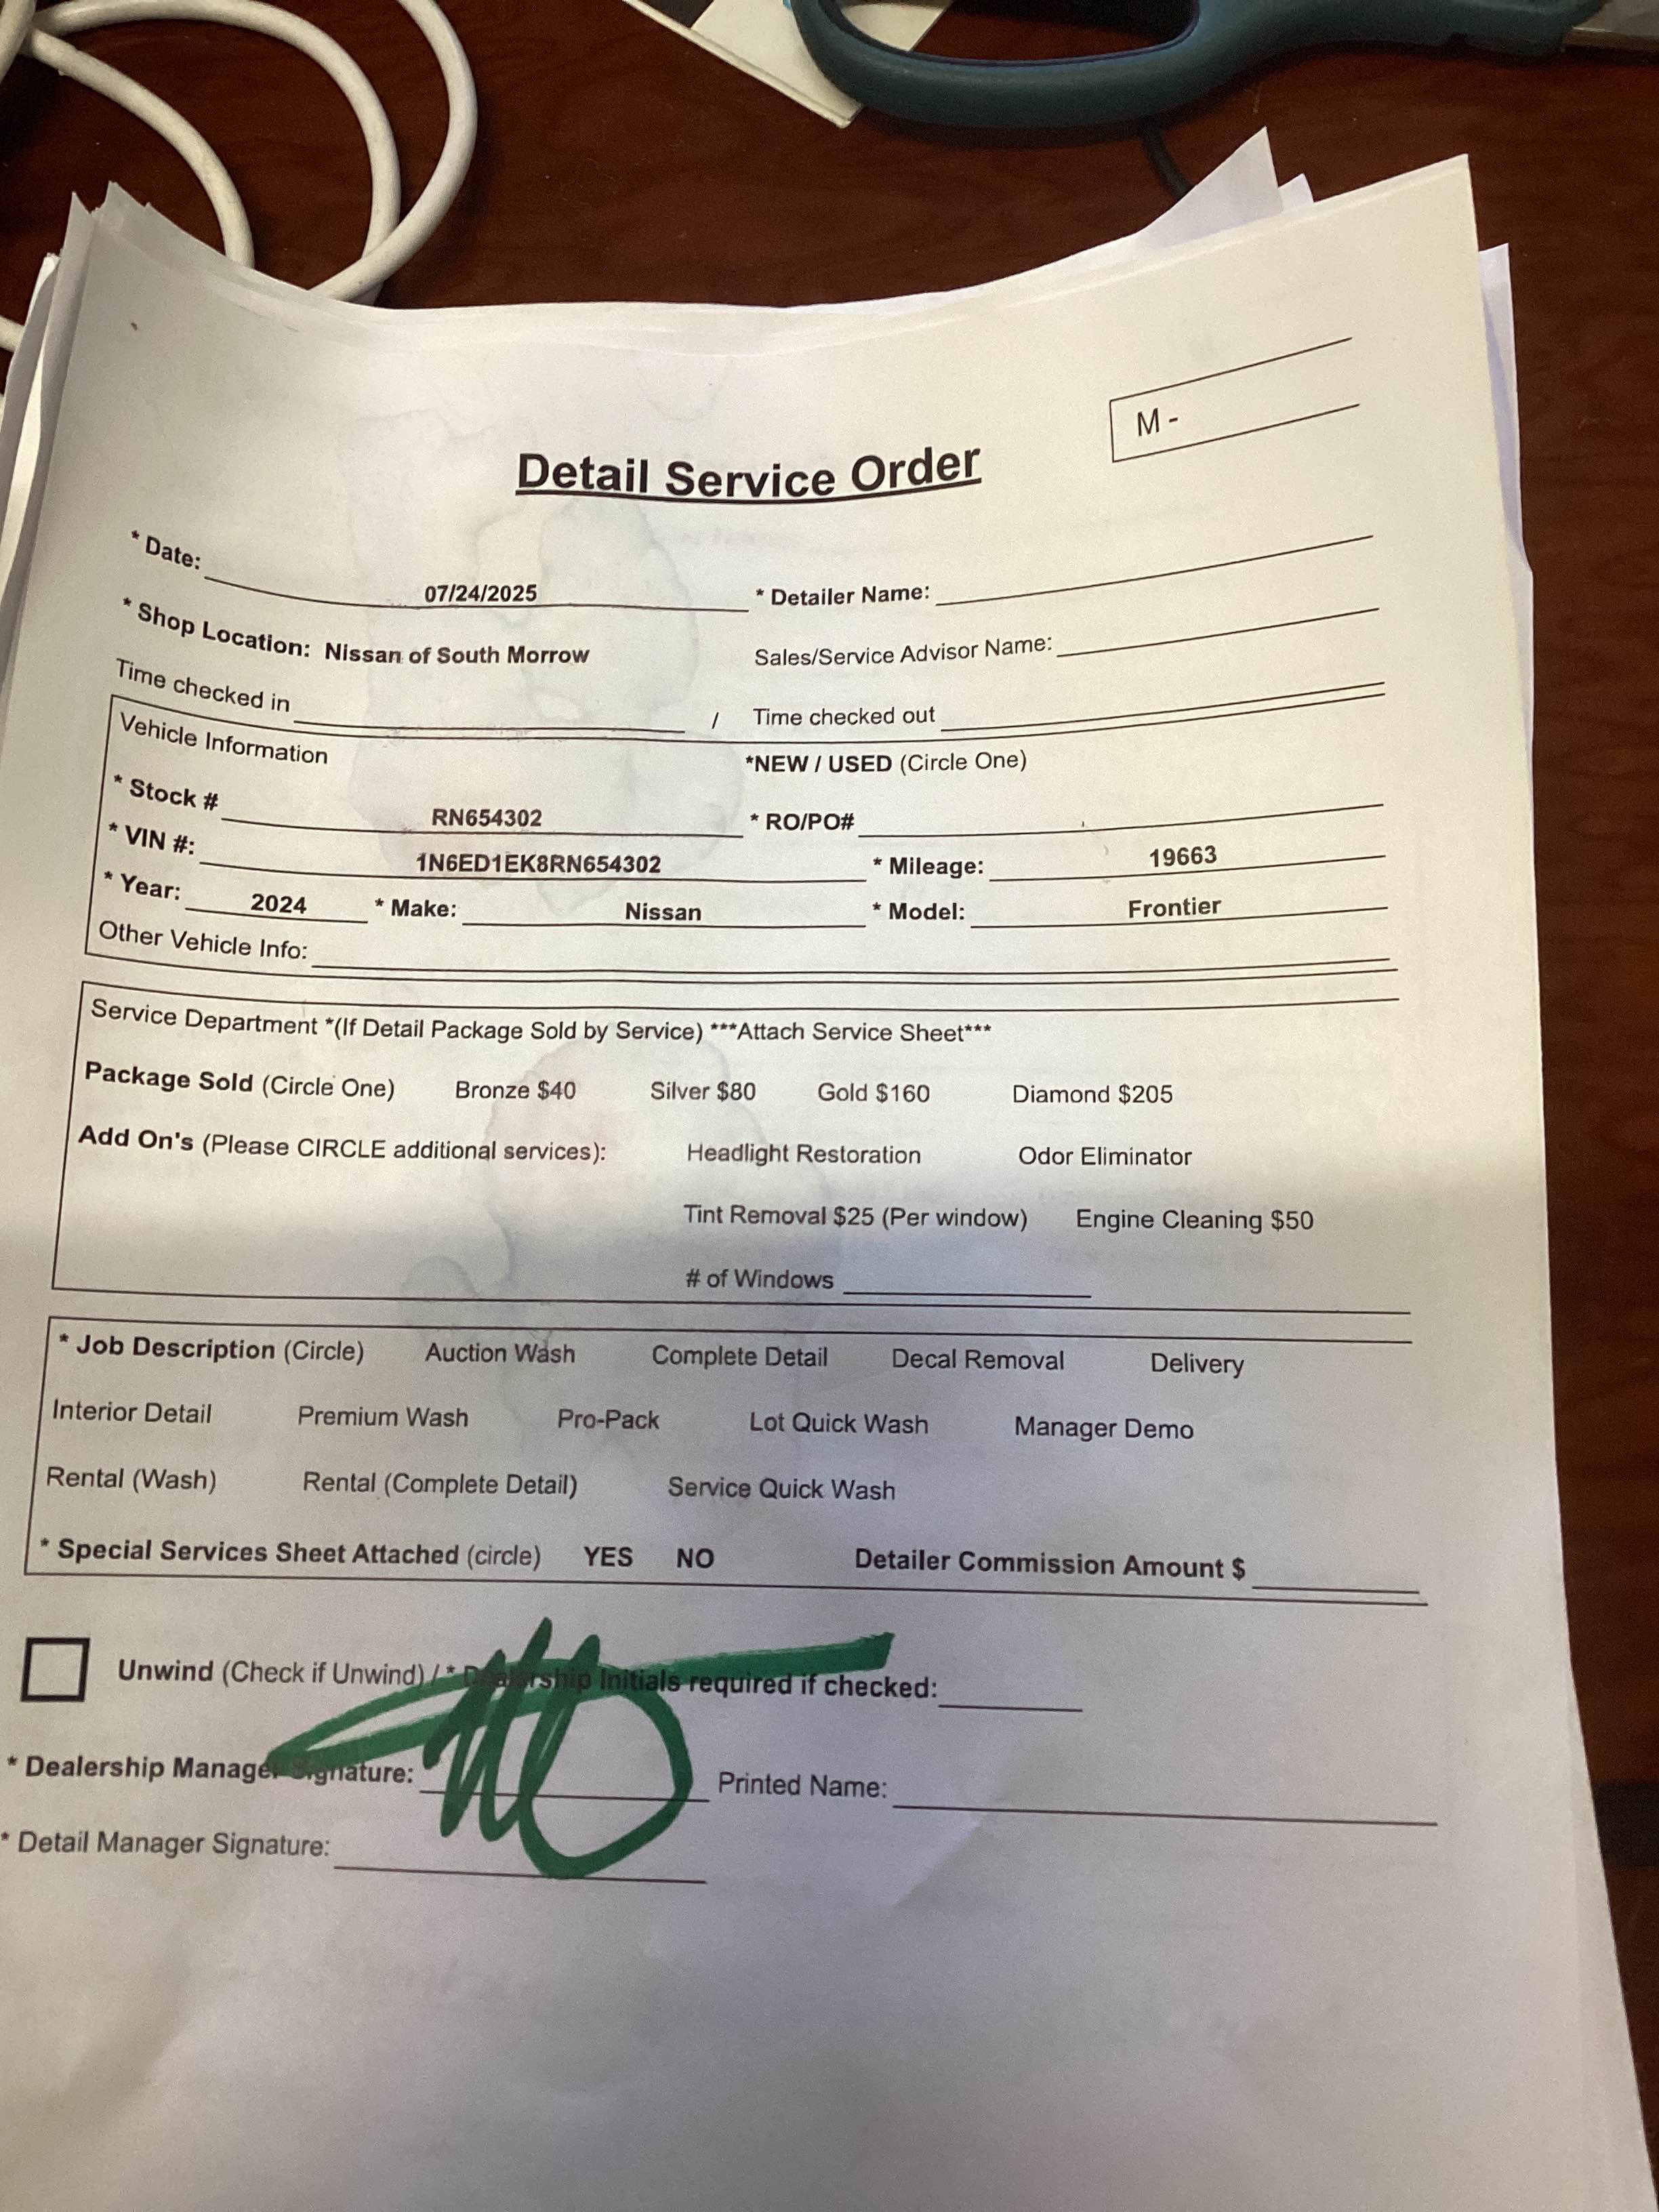 M -
Detail Service Order
* Date: 07/24/2025 * Detailer Name:
* Shop Location: Nissan of South Morrow Sales/Service Advisor Name:
Time checked in / Time checked out
Vehicle Information *NEW / USED (Circle One)
* Stock # RN654302 * RO/PO#
* VIN #: 1N6ED1EK8RN654302 * Mileage: 19663
* Year: 2024 * Make: Nissan * Model: Frontier
Other Vehicle Info:
Service Department *(If Detail Package Sold by Service) ***Attach Service Sheet***
Package Sold (Circle One) Bronze $40 Silver $80 Gold $160 Diamond $205
Add On's (Please CIRCLE additional services): Headlight Restoration Odor Eliminator
Tint Removal $25 (Per window) Engine Cleaning $50
# of Windows
* Job Description (Circle) Auction Wash Complete Detail Decal Removal Delivery
Interior Detail Premium Wash Pro-Pack Lot Quick Wash Manager Demo
Rental (Wash) Rental (Complete Detail) Service Quick Wash
* Special Services Sheet Attached (circle) YES NO Detailer Commission Amount $
Unwind (Check if Unwind) / * Dealership Initials required if checked:
* Dealership Manager Signature: Printed Name:
* Detail Manager Signature: